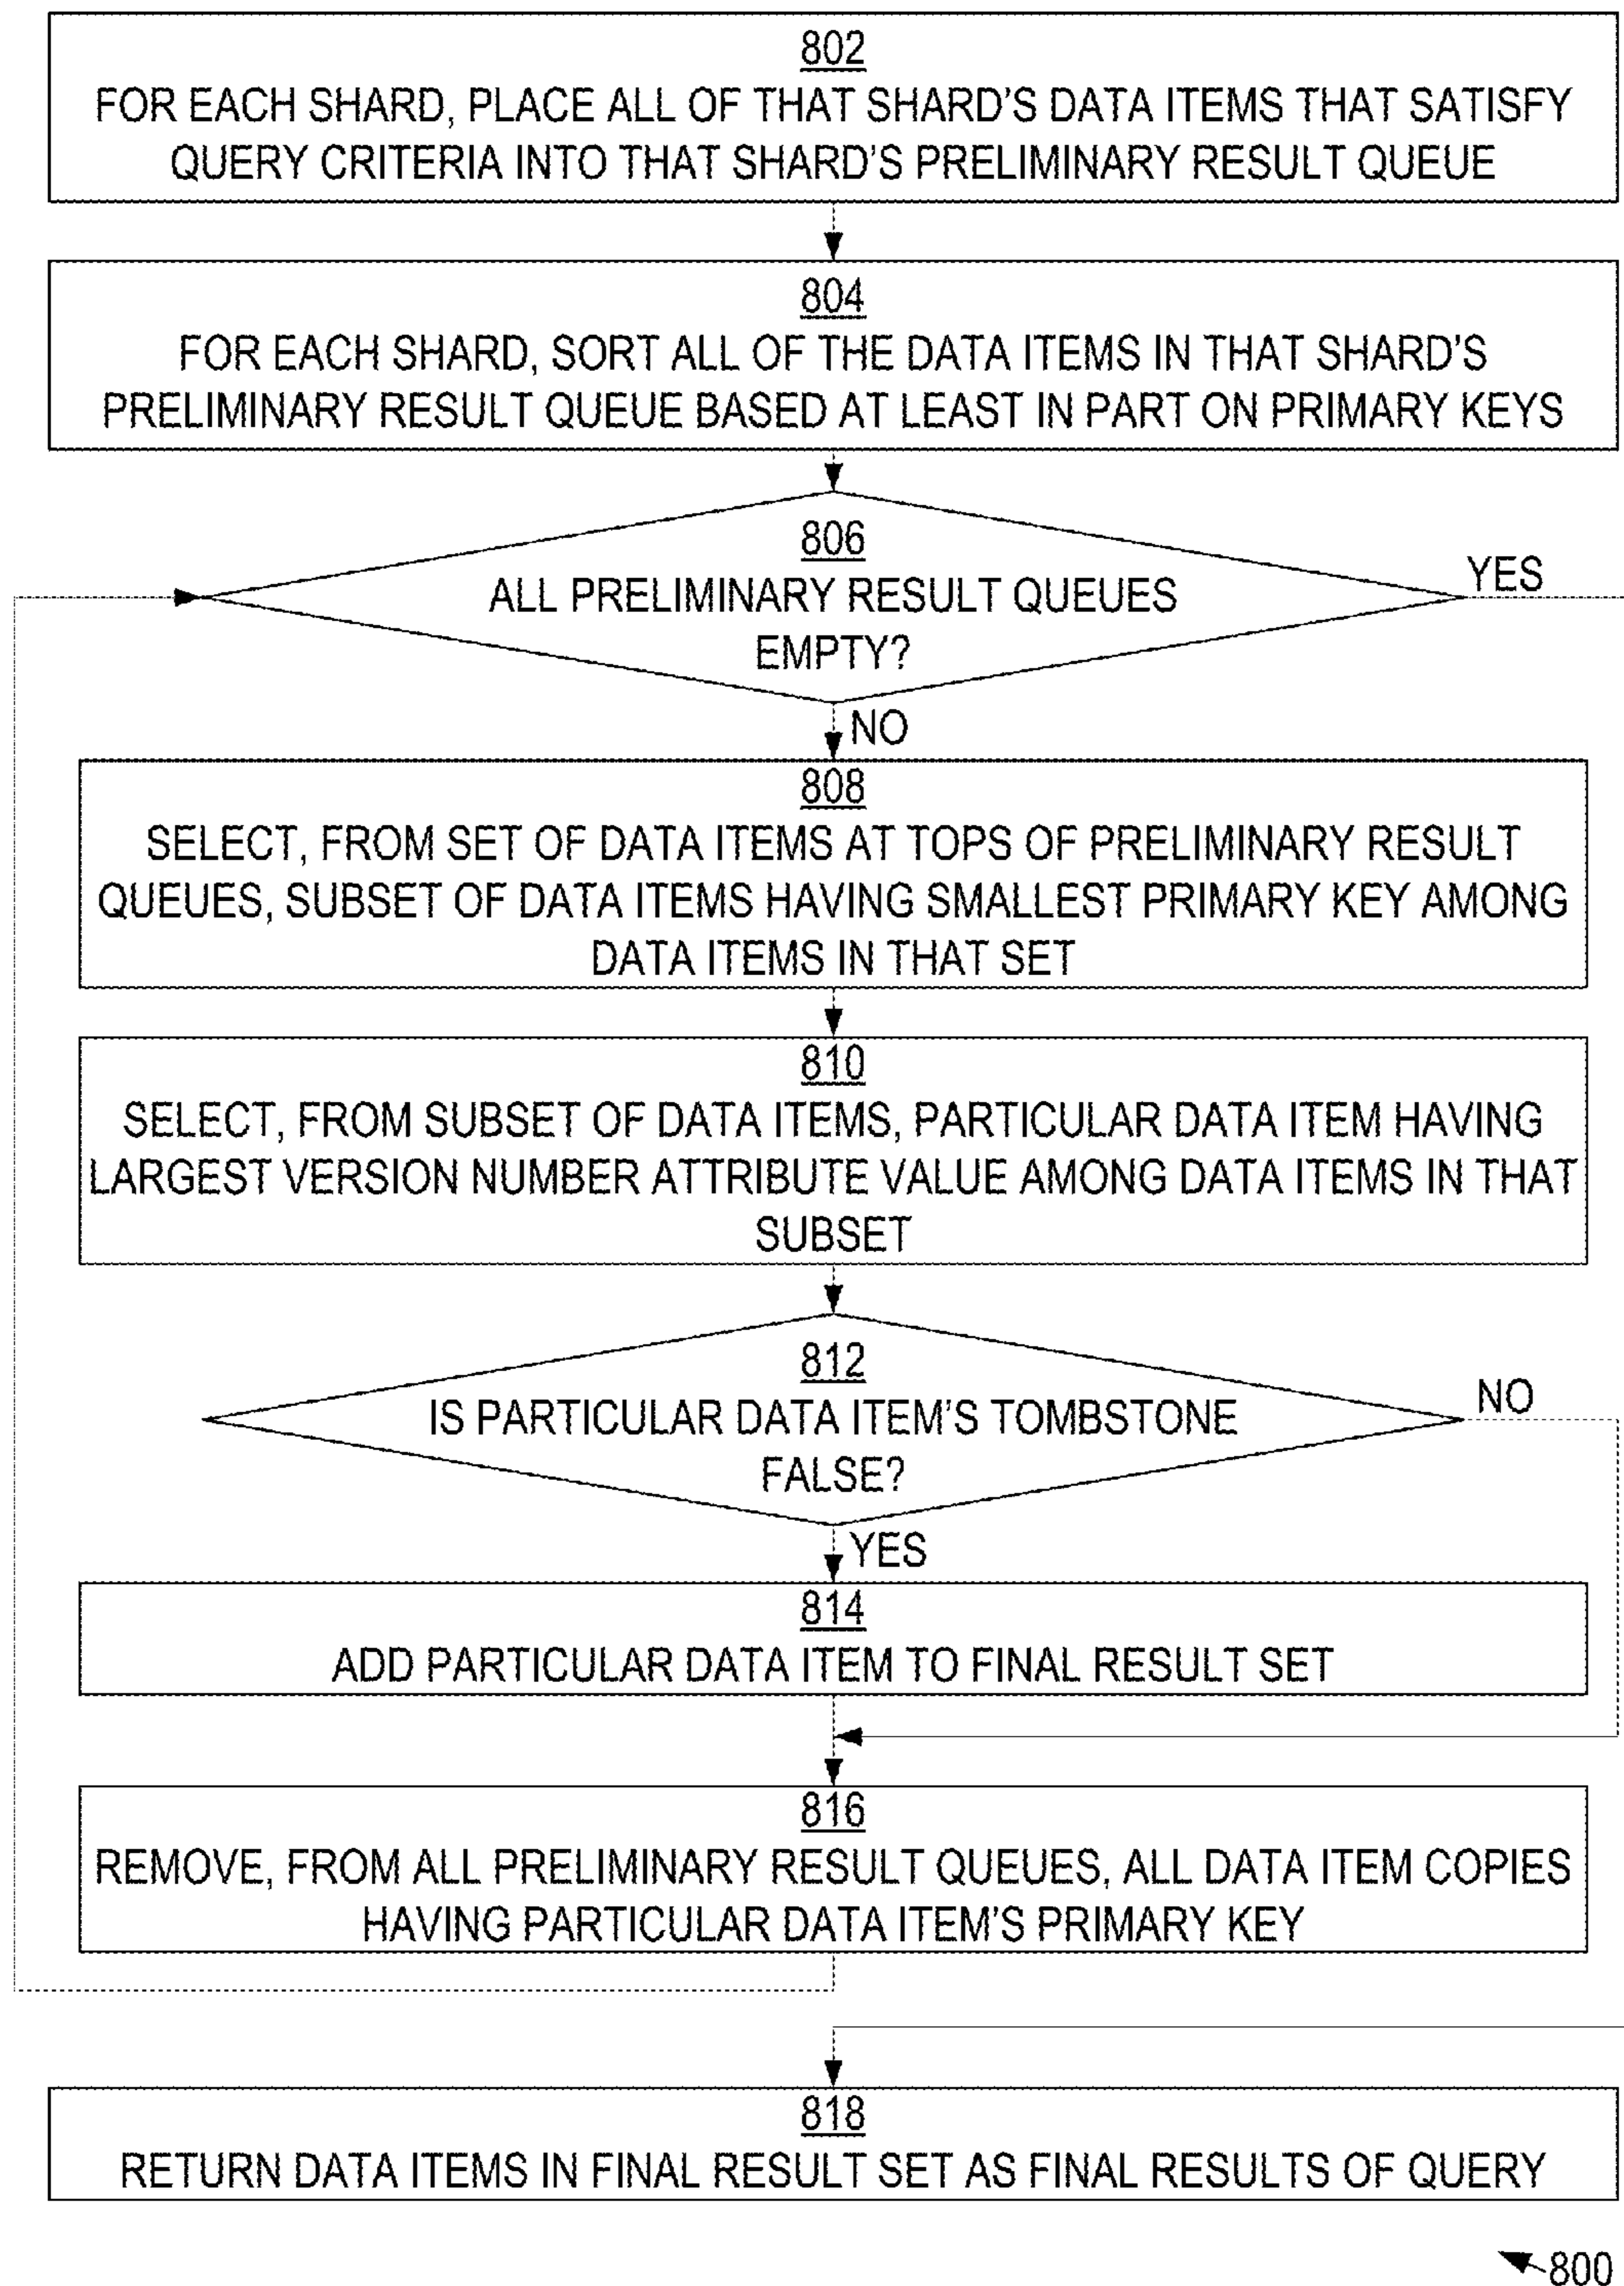 802
FOR EACH SHARD, PLACE ALL OF THAT SHARD'S DATA ITEMS THAT SATISFY
QUERY CRITERIA INTO THAT SHARD'S PRELIMINARY RESULT QUEUE
804
FOR EACH SHARD, SORT ALL OF THE DATA ITEMS IN THAT SHARD'S
PRELIMINARY RESULT QUEUE BASED AT LEAST IN PART ON PRIMARY KEYS
806
ALL PRELIMINARY RESULT QUEUES
EMPTY?
YES
NO
808
SELECT, FROM SET OF DATA ITEMS AT TOPS OF PRELIMINARY RESULT
QUEUES, SUBSET OF DATA ITEMS HAVING SMALLEST PRIMARY KEY AMONG
DATA ITEMS IN THAT SET
810
SELECT, FROM SUBSET OF DATA ITEMS, PARTICULAR DATA ITEM HAVING
LARGEST VERSION NUMBER ATTRIBUTE VALUE AMONG DATA ITEMS IN THAT
SUBSET
812
IS PARTICULAR DATA ITEM'S TOMBSTONE
FALSE?
NO
YES
814
ADD PARTICULAR DATA ITEM TO FINAL RESULT SET
816
REMOVE, FROM ALL PRELIMINARY RESULT QUEUES, ALL DATA ITEM COPIES
HAVING PARTICULAR DATA ITEM'S PRIMARY KEY
818
RETURN DATA ITEMS IN FINAL RESULT SET AS FINAL RESULTS OF QUERY
800